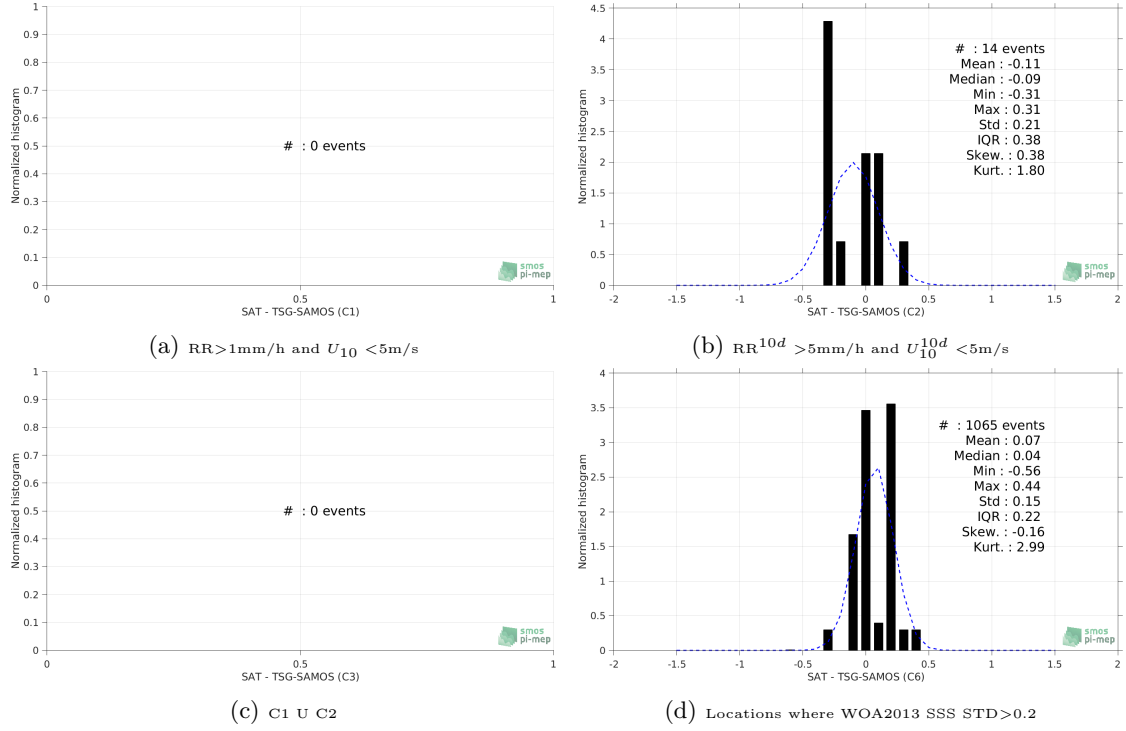 1
0.9
0.8
0.7
0.6
0.5
0.4
0.3
0.2
0.1
0
Normalized histogram
# : 0 events
smos
pi-mep
0 0.5 1
SAT - TSG-SAMOS (C1)
(a) RR>1mm/h and U10 <5m/s
4.5
4
3.5
3
2.5
2
1.5
1
0.5
0
Normalized histogram
# : 14 events
Mean : -0.11
Median : -0.09
Min : -0.31
Max : 0.31
Std : 0.21
IQR : 0.38
Skew. : 0.38
Kurt. : 1.80
smos
pi-mep
-2 -1.5 -1 -0.5 0 0.5 1 1.5 2
SAT - TSG-SAMOS (C2)
(b) RR10d >5mm/h and U10d10 <5m/s
1
0.9
0.8
0.7
0.6
0.5
0.4
0.3
0.2
0.1
0
Normalized histogram
# : 0 events
smos
pi-mep
0 0.5 1
SAT - TSG-SAMOS (C3)
(c) C1 U C2
4
3.5
3
2.5
2
1.5
1
0.5
0
Normalized histogram
# : 1065 events
Mean : 0.07
Median : 0.04
Min : -0.56
Max : 0.44
Std : 0.15
IQR : 0.22
Skew. : -0.16
Kurt. : 2.99
smos
pi-mep
-2 -1.5 -1 -0.5 0 0.5 1 1.5 2
SAT - TSG-SAMOS (C6)
(d) Locations where WOA2013 SSS STD>0.2